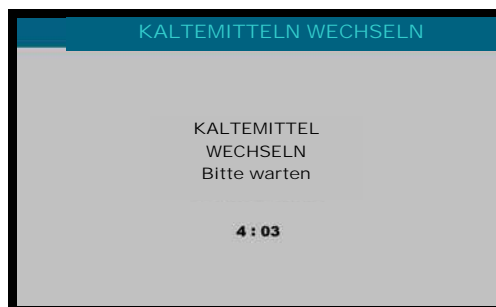 KALTEMITTELN WECHSELN
KALTEMITTEL
WECHSELN
Bitte warten
4 : 03